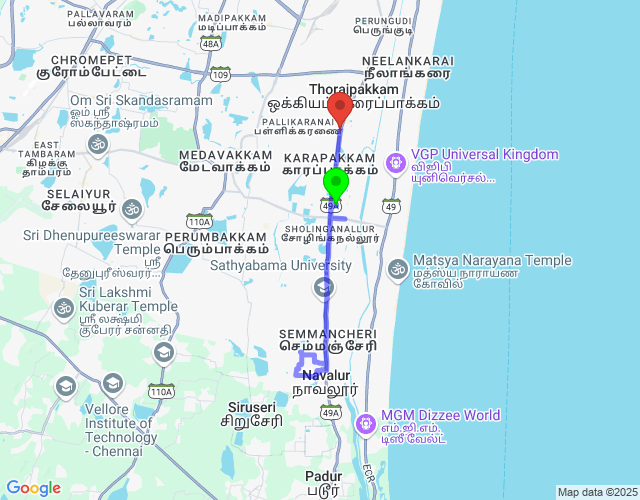 PALLAVARAM
பல்லாவரம்
MADIPAKKAM
மடிப்பாக்கம்
48A
PERUNGUDI
பெருங்குடி
CHROMEPET
குரோம்பேட்டை
109
NEELANKARAI
நீலாங்கரை
Thoraipakkam
ஒக்கியம்
ரைப்பாக்கம்
Om Sri Skandasramam
ஓம் ஸ்ரீ
ஸ்கந்தாஷ்ரமம்
PALLIKARANAI
பள்ளிக்கரணை
EAST
TAMBARAM
கிழக்கு
தாம்பரம்
MEDAVAKKAM
மேடவாக்கம்
KARAPAKKAM
காரப்பாக்கம்
VGP Universal Kingdom
விஜிபி
யுனிவெர்சல்...
SELAIYUR
சேலையூர்
49A
49
110A
Sri Dhenupureeswarar
Temple
ஸ்ரீ
தேனுபுரீஸ்வரர்...
PERUMBAKKAM
பெரும்பாக்கம்
SHOLINGANALLUR
சோழிங்கநல்லூர்
Sathyabama University
Matsya Narayana Temple
மத்ஸ்ய நாராயண
கோவில்
Sri Lakshmi
Kuberar Temple
ஸ்ரீ லக்ஷ்மி
குபேரர் சன்னதி
SEMMANCHERI
செம்மஞ்சேரி
Navalur
நாவலூர்
110A
Siruseri
சிறுசேரி
49A
Vellore
Institute of
Technology
- Chennai
MGM Dizzee World
எம்.ஜி.எம்.
டிஸி வேல்ட்
Padur
படூர்
ECR
Google
Map data ©2025